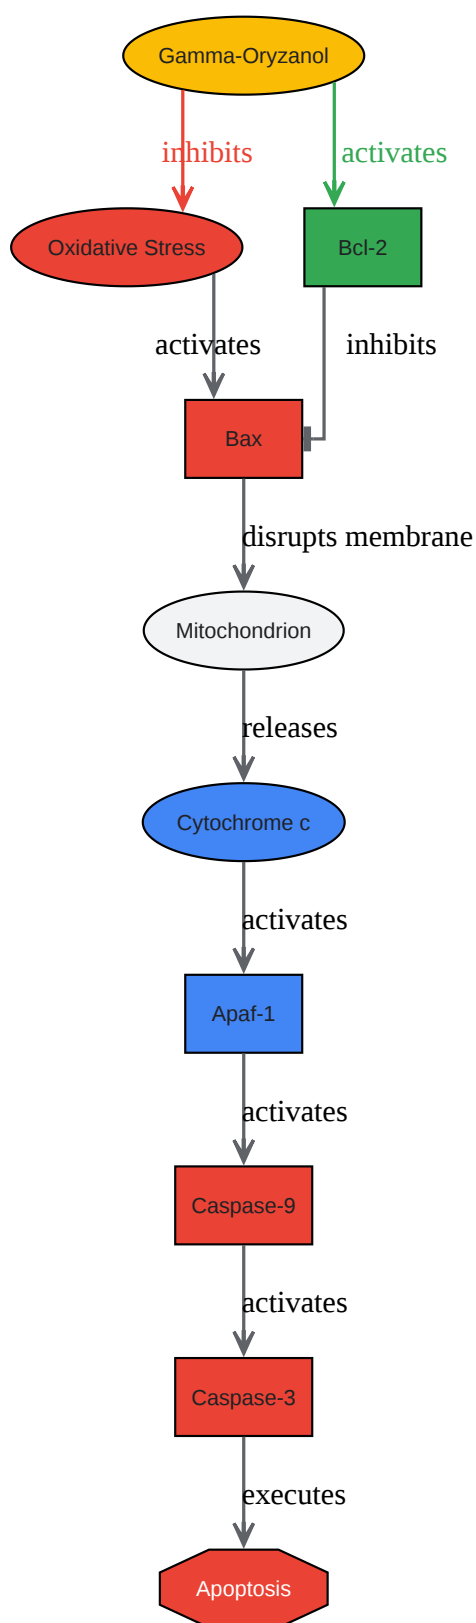 Gamma-Oryzanol
inhibits
activates
Oxidative Stress
Bcl-2
activates
inhibits
Bax
disrupts membrane
Mitochondrion
releases
Cytochrome c
activates
Apaf-1
activates
Caspase-9
activates
Caspase-3
executes
Apoptosis